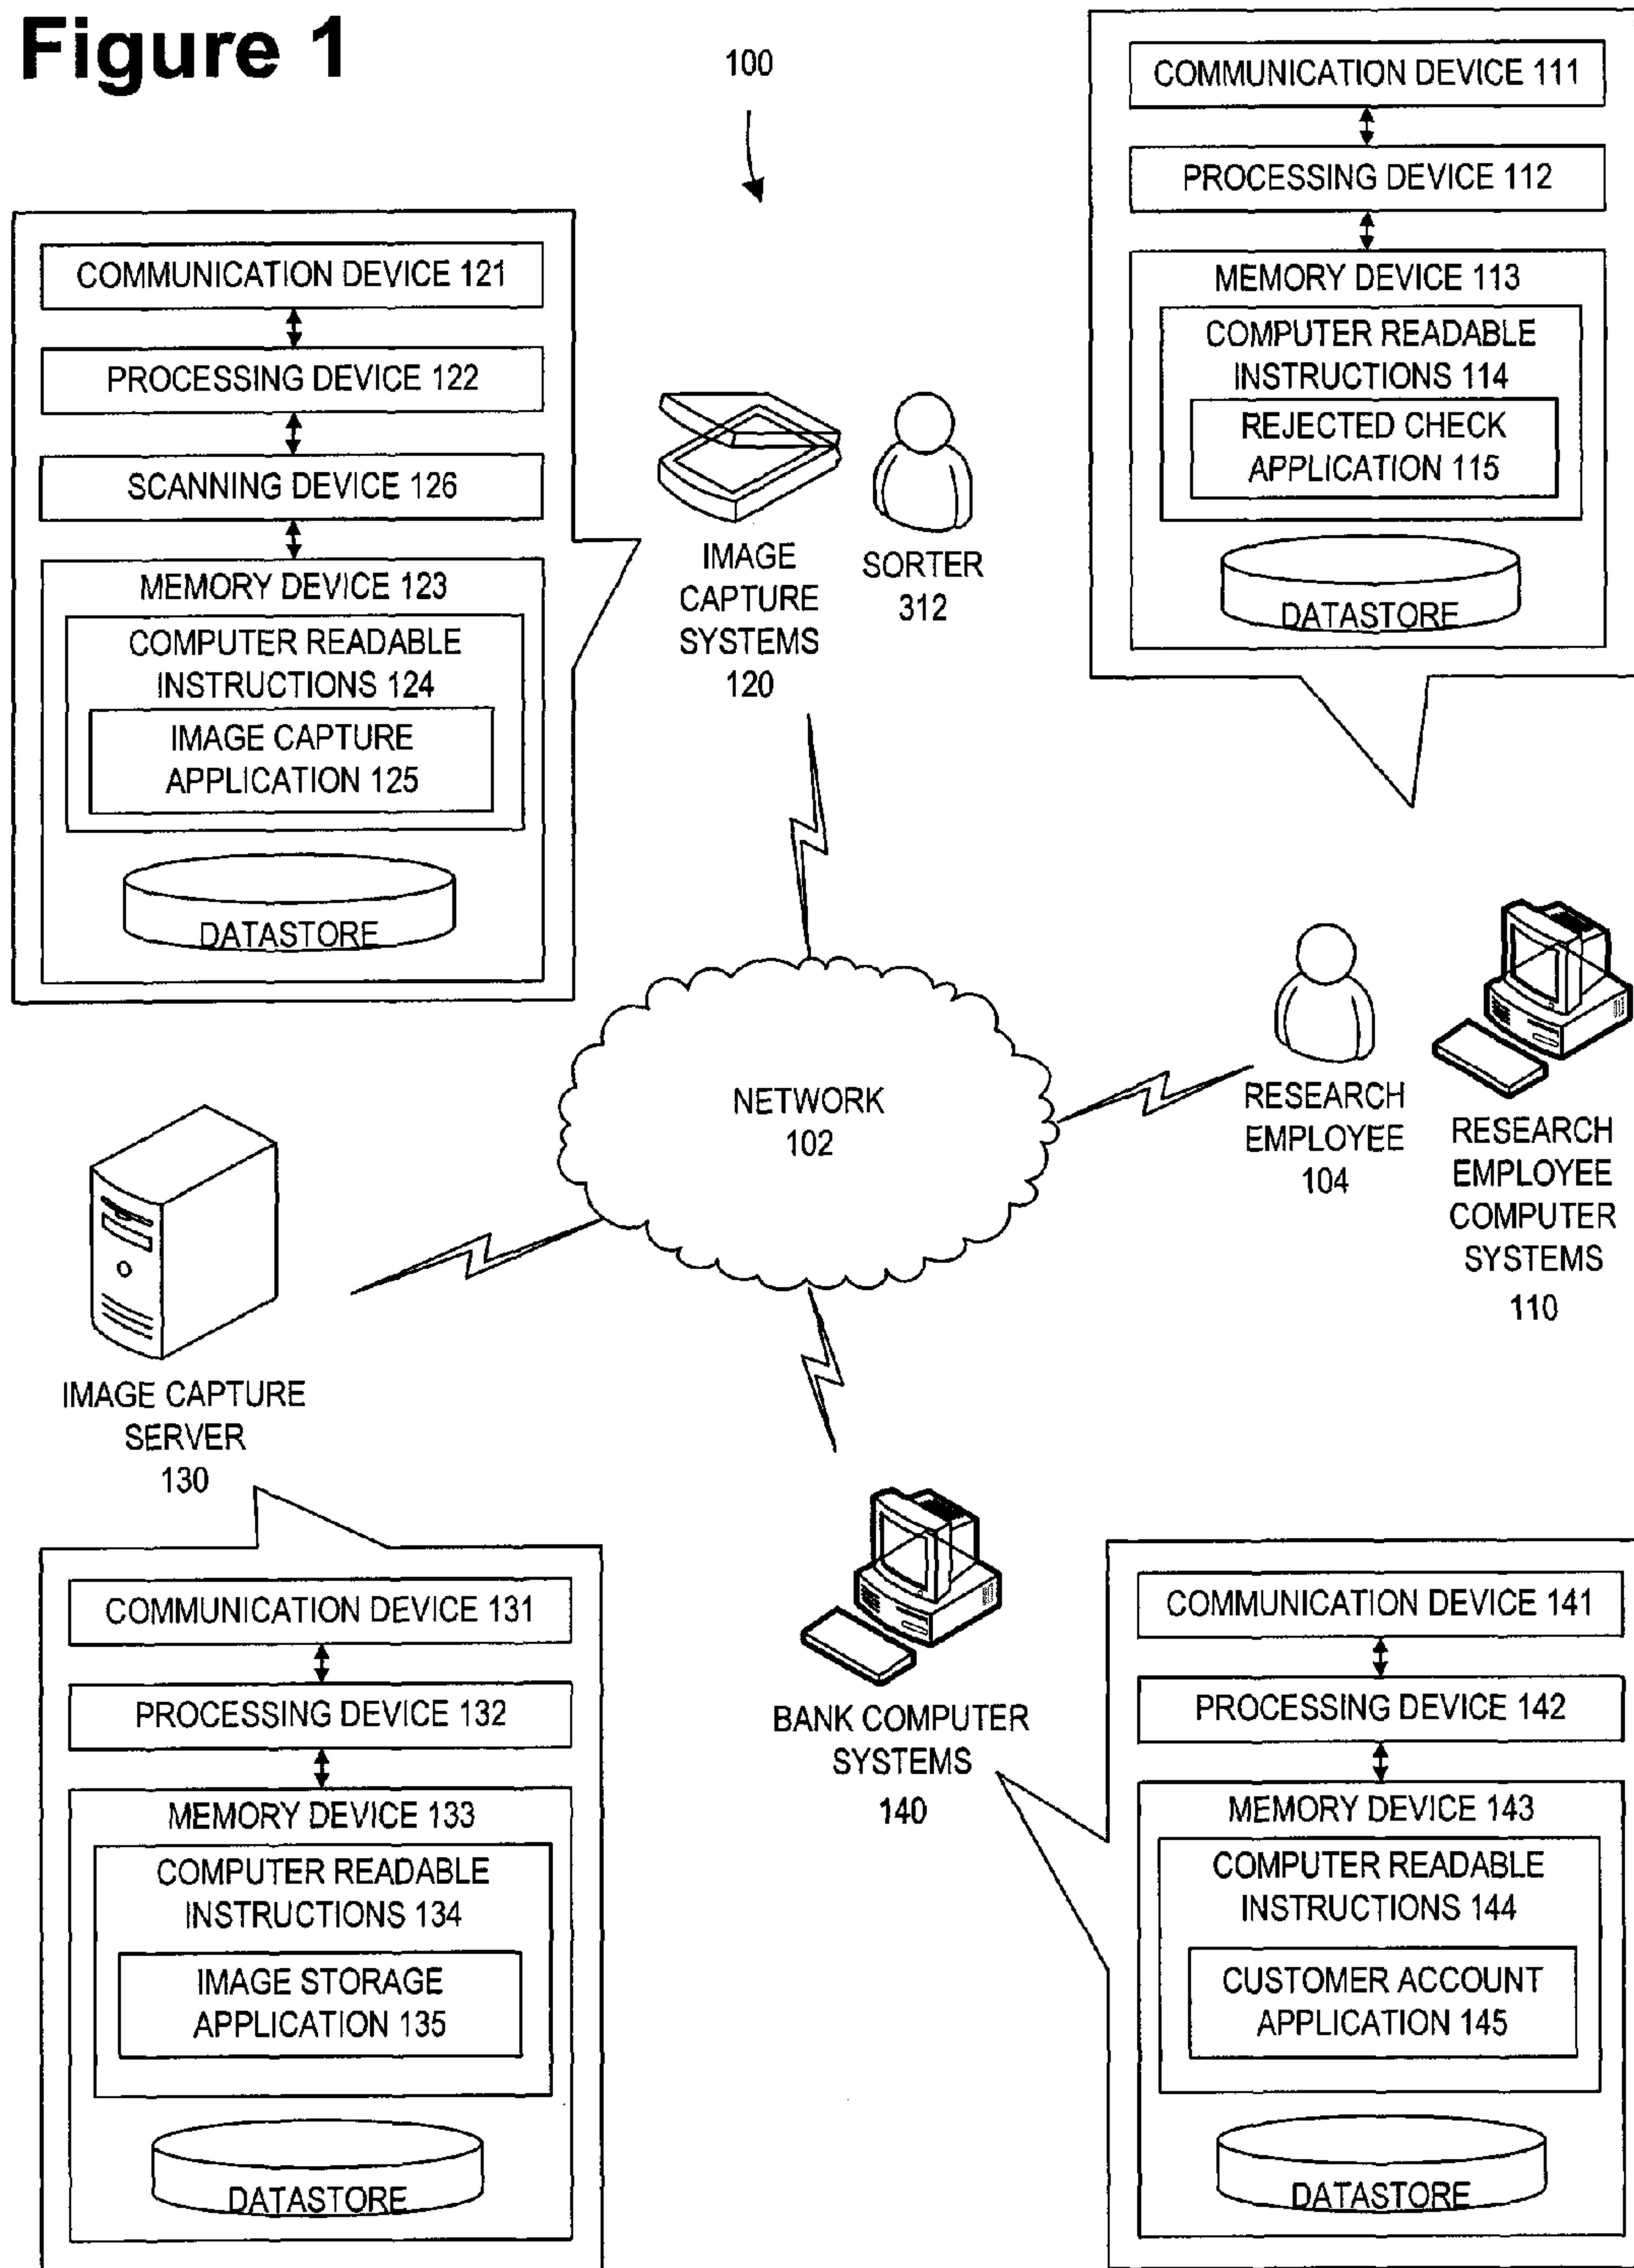 Figure 1
100
COMMUNICATION DEVICE 111
PROCESSING DEVICE 112
MEMORY DEVICE 113
COMPUTER READABLE
INSTRUCTIONS 114
REJECTED CHECK
APPLICATION 115
DATASTORE
COMMUNICATION DEVICE 121
PROCESSING DEVICE 122
SCANNING DEVICE 126
MEMORY DEVICE 123
COMPUTER READABLE
INSTRUCTIONS 124
IMAGE CAPTURE
APPLICATION 125
DATASTORE
IMAGE
CAPTURE
SYSTEMS
120
SORTER
312
NETWORK
102
RESEARCH
EMPLOYEE
104
RESEARCH
EMPLOYEE
COMPUTER
SYSTEMS
110
IMAGE CAPTURE
SERVER
130
COMMUNICATION DEVICE 131
PROCESSING DEVICE 132
MEMORY DEVICE 133
COMPUTER READABLE
INSTRUCTIONS 134
IMAGE STORAGE
APPLICATION 135
DATASTORE
BANK COMPUTER
SYSTEMS
140
COMMUNICATION DEVICE 141
PROCESSING DEVICE 142
MEMORY DEVICE 143
COMPUTER READABLE
INSTRUCTIONS 144
CUSTOMER ACCOUNT
APPLICATION 145
DATASTORE